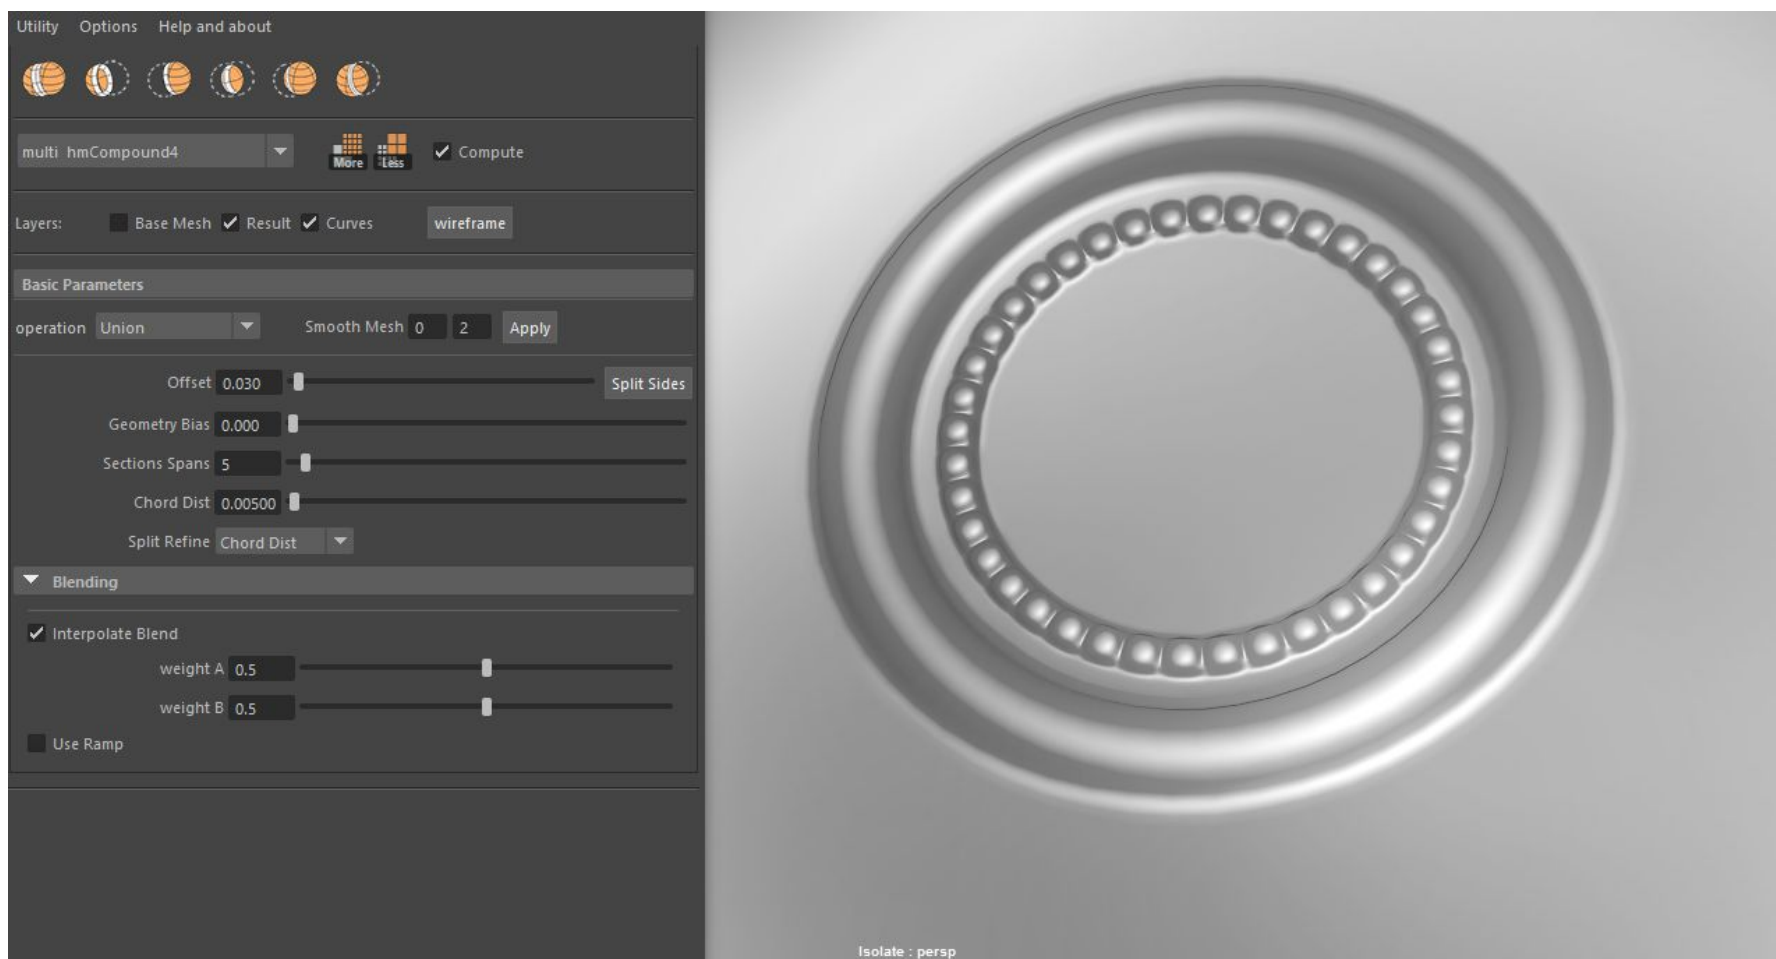 Utility Options Help and about
multi hmCompound4 More Less Compute
Layers: Base Mesh Result Curves wireframe
Basic Parameters
operation Union Smooth Mesh 0 2 Apply
Offset 0.030 Split Sides
Geometry Bias 0.000
Sections Spans 5
Chord Dist 0.00500
Split Refine Chord Dist
Blending
Interpolate Blend
weight A 0.5
weight B 0.5
Use Ramp
Isolate : persp